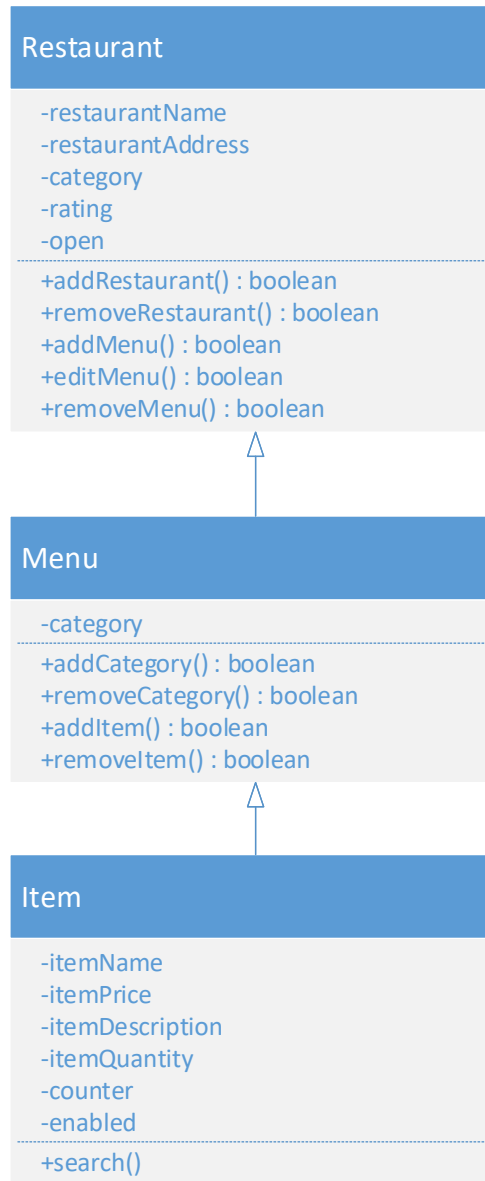 Restaurant
-restaurantName
-restaurantAddress
-category
-rating
-open
+addRestaurant() : boolean
+removeRestaurant() : boolean
+addMenu() : boolean
+editMenu() : boolean
+removeMenu() : boolean
Menu
-category
+addCategory() : boolean
+removeCategory() : boolean
+addItem() : boolean
+removeItem() : boolean
Item
-itemName
-itemPrice
-itemDescription
-itemQuantity
-counter
-enabled
+search()